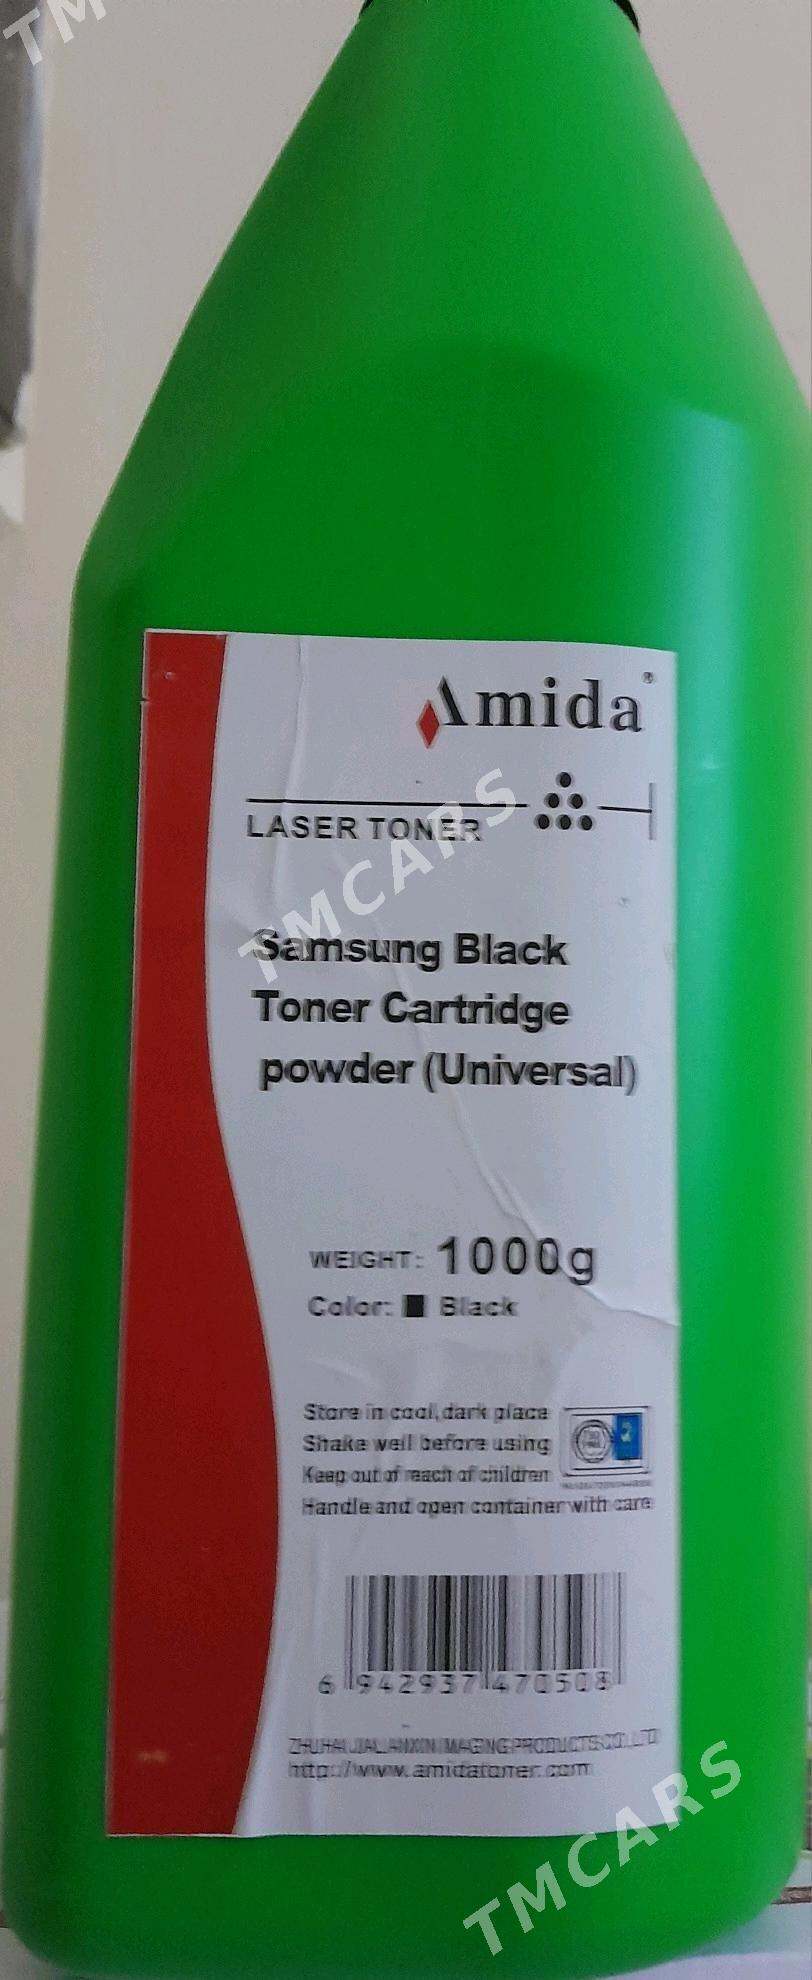 TM
Amida®
LASER TONER
TMCARS
Samsung Black
Toner Cartridge
powder (Universal)
WEIGHT: 1000g
Color: Black
Store in cool, dark place
Shake well before using
Keep out of reach of children
Handle and open container with care
6 942937 470508
ZHUHAI JIALIANXIN IMAGING PRODUCTS CO., LTD
http://www.amidatoner.com
TMCARS